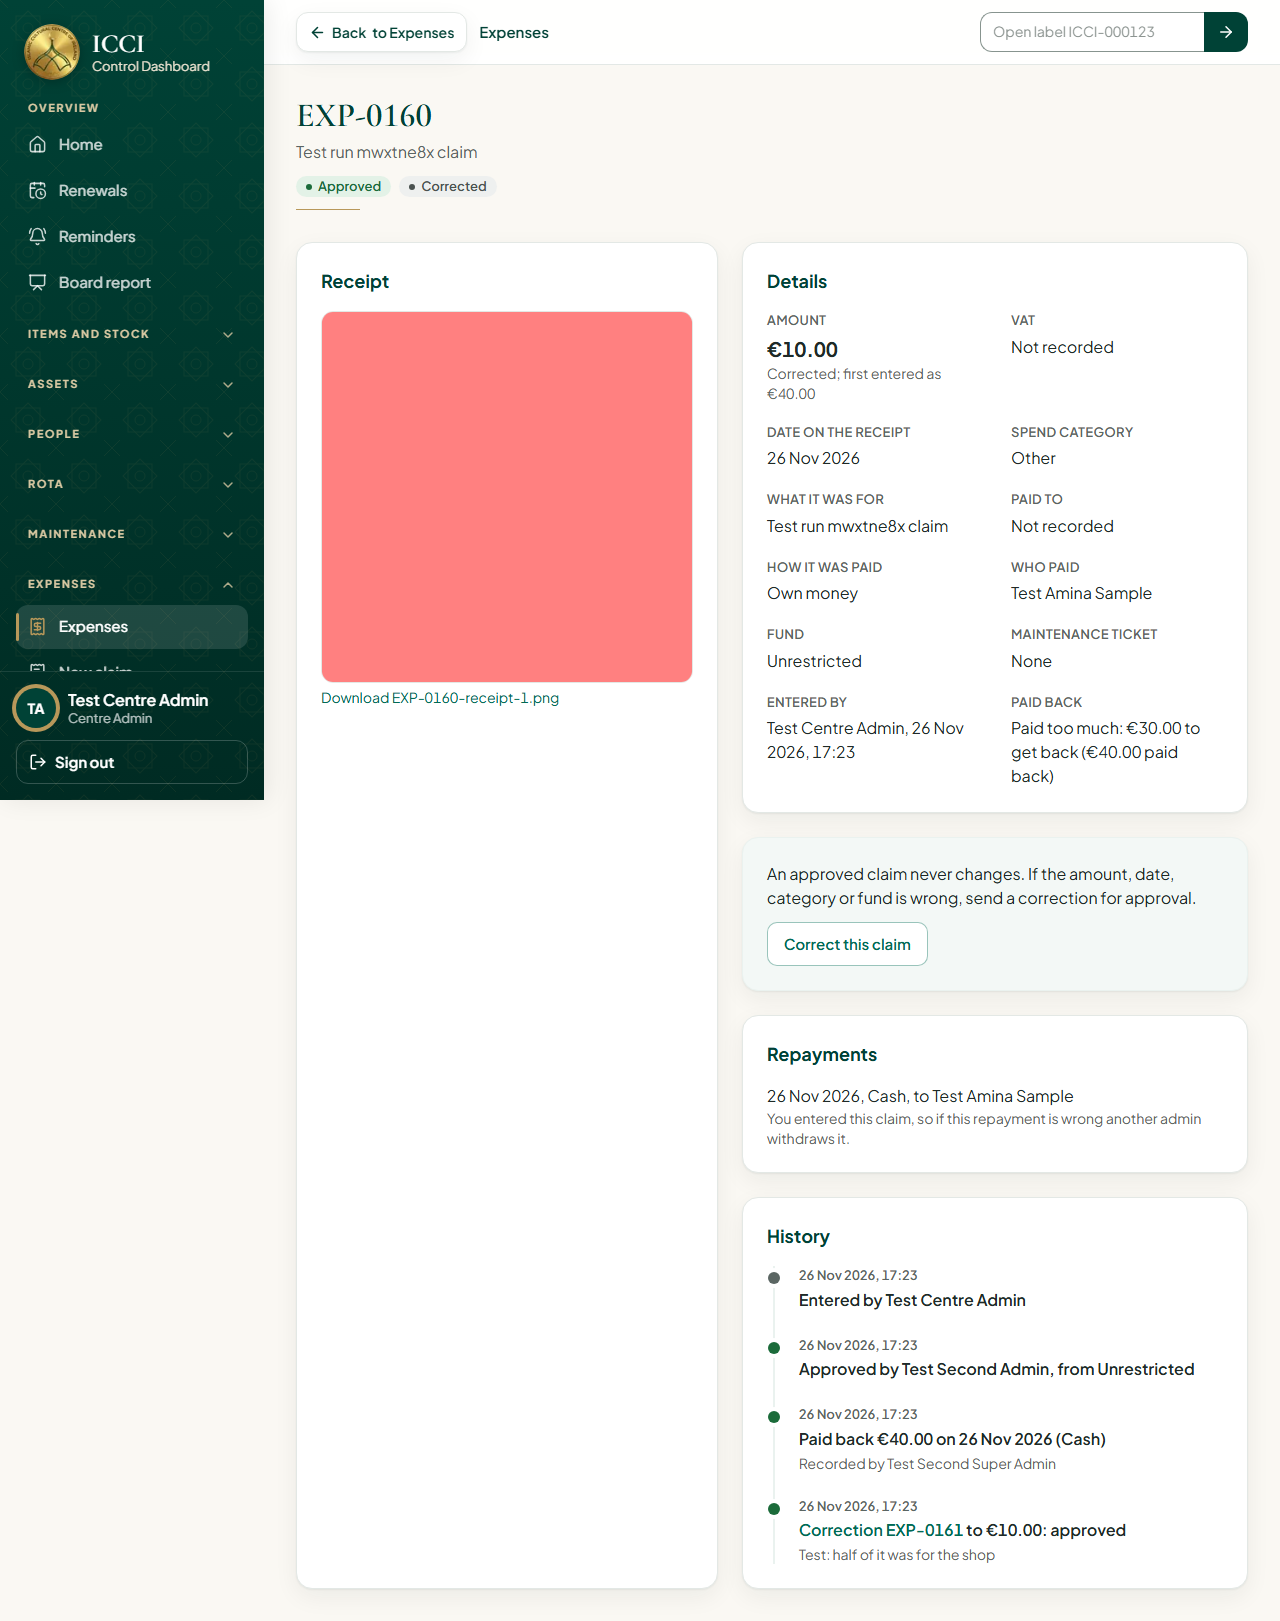 ICCI
Control Dashboard
OVERVIEW
Home
Renewals
Reminders
Board report
ITEMS AND STOCK
ASSETS
PEOPLE
ROTA
MAINTENANCE
EXPENSES
Expenses
New claim
TA
Test Centre Admin
Centre Admin
Sign out
Back to Expenses
Expenses
Open label ICCI-000123
EXP-0160
Test run mwxtne8x claim
Approved
Corrected
Receipt
Download EXP-0160-receipt-1.png
Details
AMOUNT
€10.00
Corrected; first entered as
€40.00
VAT
Not recorded
DATE ON THE RECEIPT
26 Nov 2026
SPEND CATEGORY
Other
WHAT IT WAS FOR
Test run mwxtne8x claim
PAID TO
Not recorded
HOW IT WAS PAID
Own money
WHO PAID
Test Amina Sample
FUND
Unrestricted
MAINTENANCE TICKET
None
ENTERED BY
Test Centre Admin, 26 Nov
2026, 17:23
PAID BACK
Paid too much: €30.00 to
get back (€40.00 paid
back)
An approved claim never changes. If the amount, date,
category or fund is wrong, send a correction for approval.
Correct this claim
Repayments
26 Nov 2026, Cash, to Test Amina Sample
You entered this claim, so if this repayment is wrong another admin
withdraws it.
History
26 Nov 2026, 17:23
Entered by Test Centre Admin
26 Nov 2026, 17:23
Approved by Test Second Admin, from Unrestricted
26 Nov 2026, 17:23
Paid back €40.00 on 26 Nov 2026 (Cash)
Recorded by Test Second Super Admin
26 Nov 2026, 17:23
Correction EXP-0161 to €10.00: approved
Test: half of it was for the shop